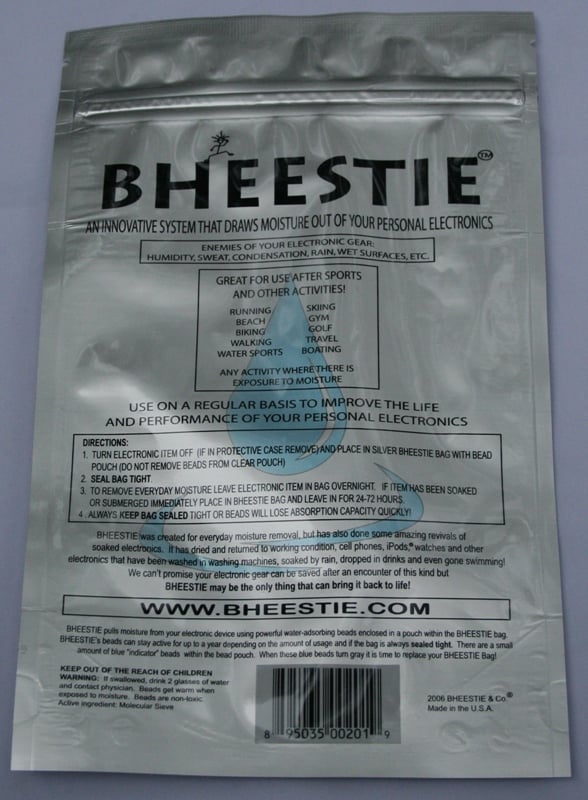 BHEESTIE™
AN INNOVATIVE SYSTEM THAT DRAWS MOISTURE OUT OF YOUR PERSONAL ELECTRONICS
ENEMIES OF YOUR ELECTRONIC GEAR:
HUMIDITY, SWEAT, CONDENSATION, RAIN, WET SURFACES, ETC.
GREAT FOR USE AFTER SPORTS
AND OTHER ACTIVITIES!
RUNNING SKIING
BEACH GYM
BIKING GOLF
WALKING TRAVEL
WATER SPORTS BOATING
ANY ACTIVITY WHERE THERE IS
EXPOSURE TO MOISTURE
USE ON A REGULAR BASIS TO IMPROVE THE LIFE
AND PERFORMANCE OF YOUR PERSONAL ELECTRONICS
DIRECTIONS:
1. TURN ELECTRONIC ITEM OFF (IF IN PROTECTIVE CASE REMOVE) AND PLACE IN SILVER BHEESTIE BAG WITH BEAD
POUCH (DO NOT REMOVE BEADS FROM CLEAR POUCH)
2. SEAL BAG TIGHT
3. TO REMOVE EVERYDAY MOISTURE LEAVE ELECTRONIC ITEM IN BAG OVERNIGHT. IF ITEM HAS BEEN SOAKED
OR SUBMERGED IMMEDIATELY PLACE IN BHEESTIE BAG AND LEAVE IN FOR 24-72 HOURS.
4. ALWAYS KEEP BAG SEALED TIGHT OR BEADS WILL LOSE ABSORPTION CAPACITY QUICKLY!
BHEESTIE was created for everyday moisture removal, but has also done some amazing revivals of
soaked electronics. It has dried and returned to working condition, cell phones, iPods,® watches and other
electronics that have been washed in washing machines, soaked by rain, dropped in drinks and even gone swimming!
We can't promise your electronic gear can be saved after an encounter of this kind but
BHEESTIE may be the only thing that can bring it back to life!
WWW.BHEESTIE.COM
BHEESTIE pulls moisture from your electronic device using powerful water-adsorbing beads enclosed in a pouch within the BHEESTIE bag.
BHEESTIE's beads can stay active for up to a year depending on the amount of usage and if the bag is always sealed tight. There are a small
amount of blue "indicator" beads within the bead pouch. When these blue beads turn gray it is time to replace your BHEESTIE Bag!
KEEP OUT OF THE REACH OF CHILDREN
WARNING: If swallowed, drink 2 glasses of water
and contact physician. Beads get warm when
exposed to moisture. Beads are non-toxic.
Active ingredient: Molecular Sieve
8 95035 00201 9
2006 BHEESTIE & Co.®
Made in the U.S.A.